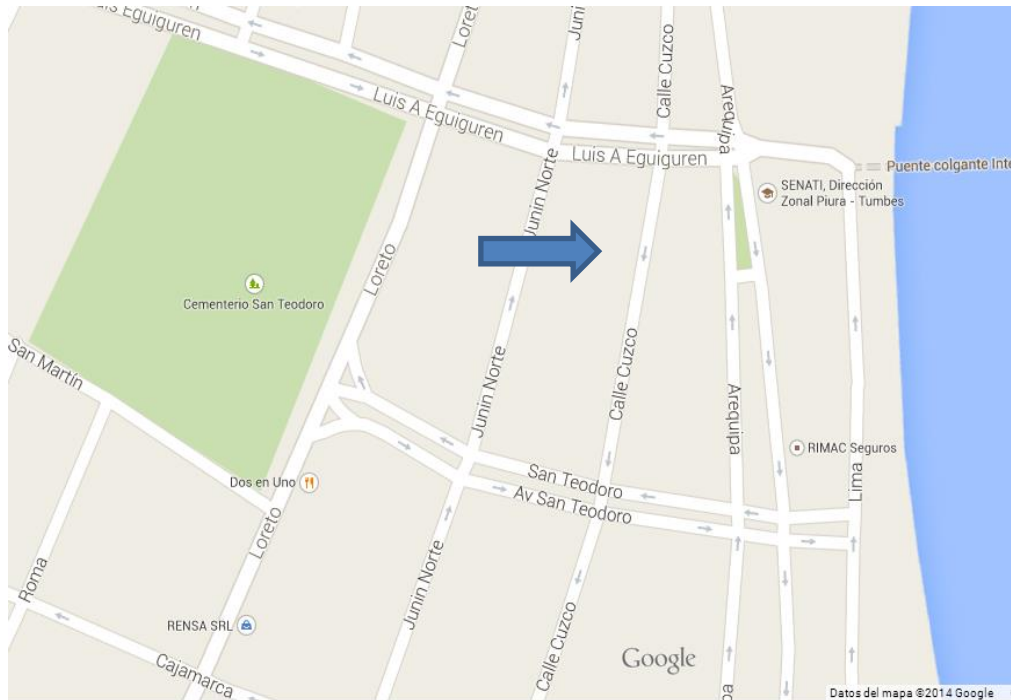 is Eguiguren
Loreto
Junin
Calle Cuzco
Arequipa
Luis A Eguiguren
Luis A Eguiguren
Puente colgante Inte
SENATI, Dirección
Zonal Piura - Tumbes
Junin Norte
Loreto
Cementerio San Teodoro
San Martín
Junin Norte
Calle Cuzco
Arequipa
RIMAC Seguros
Lima
Dos en Uno
San Teodoro
Av San Teodoro
Loreto
Roma
Junin Norte
Calle Cuzco
RENSA SRL
Cajamarca
Google
Datos del mapa ©2014 Google